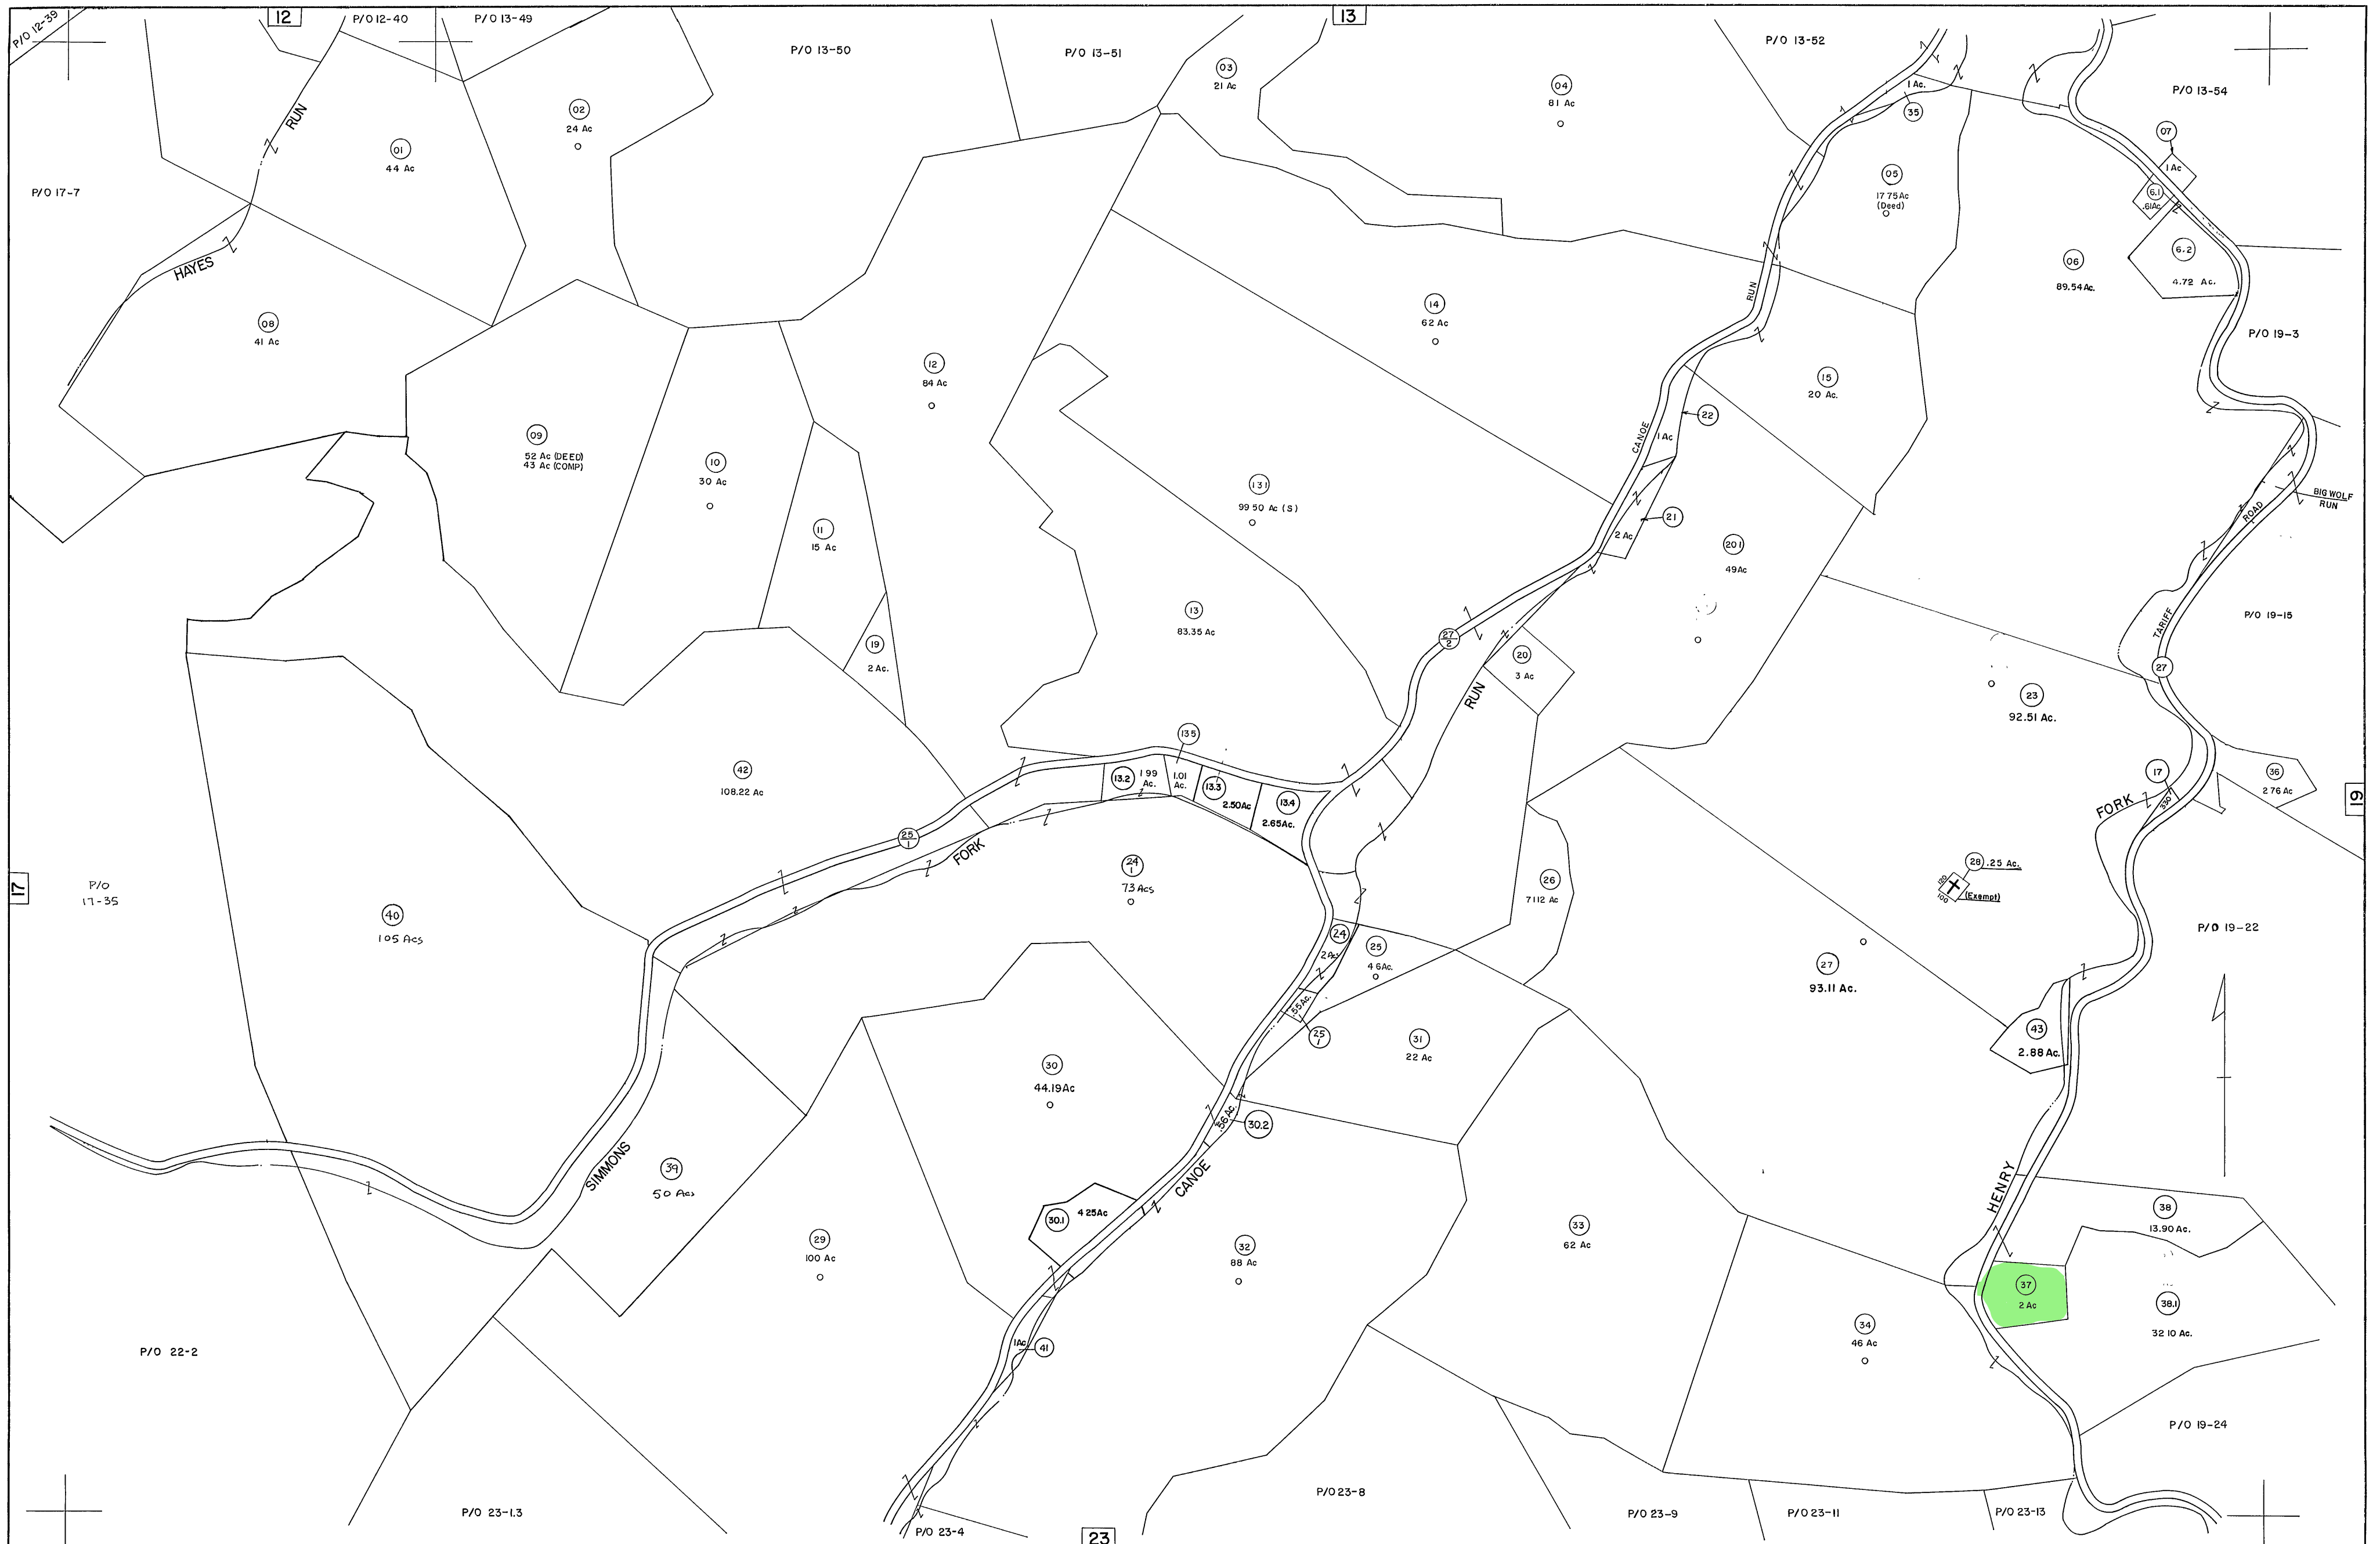 P/O 12-39
12
P/O 12-40
P/O 13-49
P/O 13-50
P/O 13-51
13
P/O 13-52
P/O 13-54
P/O 17-7
HAYES
RUN
01
44 Ac
02
24 Ac
03
21 Ac
04
81 Ac
1 Ac.
35
05
17 75 Ac
(Deed)
07
1 Ac
6.1
.61Ac
6.2
4.72 Ac.
06
89.54 Ac.
P/O 19-3
08
41 Ac
09
52 Ac (DEED)
43 Ac (COMP)
10
30 Ac
11
15 Ac
12
84 Ac
14
62 Ac
CANOE
RUN
15
20 Ac.
22
1 Ac
21
2 Ac
131
99 50 Ac (S)
201
49Ac
BIG WOLF
RUN
TARIFF
ROAD
P/O 19-15
13
83.35 Ac
19
2 Ac.
27
2
20
3 Ac
RUN
27
23
92.51 Ac.
42
108.22 Ac
13.2
1 99
Ac.
135
1.01
Ac.
13.3
2.50Ac
13.4
2.65Ac.
17
330'
36
2 76 Ac
19
FORK
25
1
FORK
24
1
73 Acs
26
7112 Ac
28
.25 Ac.
120
100
(Exempt)
17
P/O
17-35
40
105 Acs
24
2Ac
25
4 6Ac.
.55Ac.
25
1
27
93.11 Ac.
P/O 19-22
43
2.88 Ac.
30
44.19Ac
31
22 Ac
.56 Ac.
30.2
SIMMONS
39
50 Acs
CANOE
30.1
4 25Ac
29
100 Ac
32
88 Ac
33
62 Ac
HENRY
38
13.90 Ac.
37
2 Ac
38.1
32 10 Ac.
34
46 Ac
1Ac
41
P/O 22-2
P/O 19-24
P/O 23-1.3
P/O 23-4
23
P/O 23-8
P/O 23-9
P/O 23-11
P/O 23-13